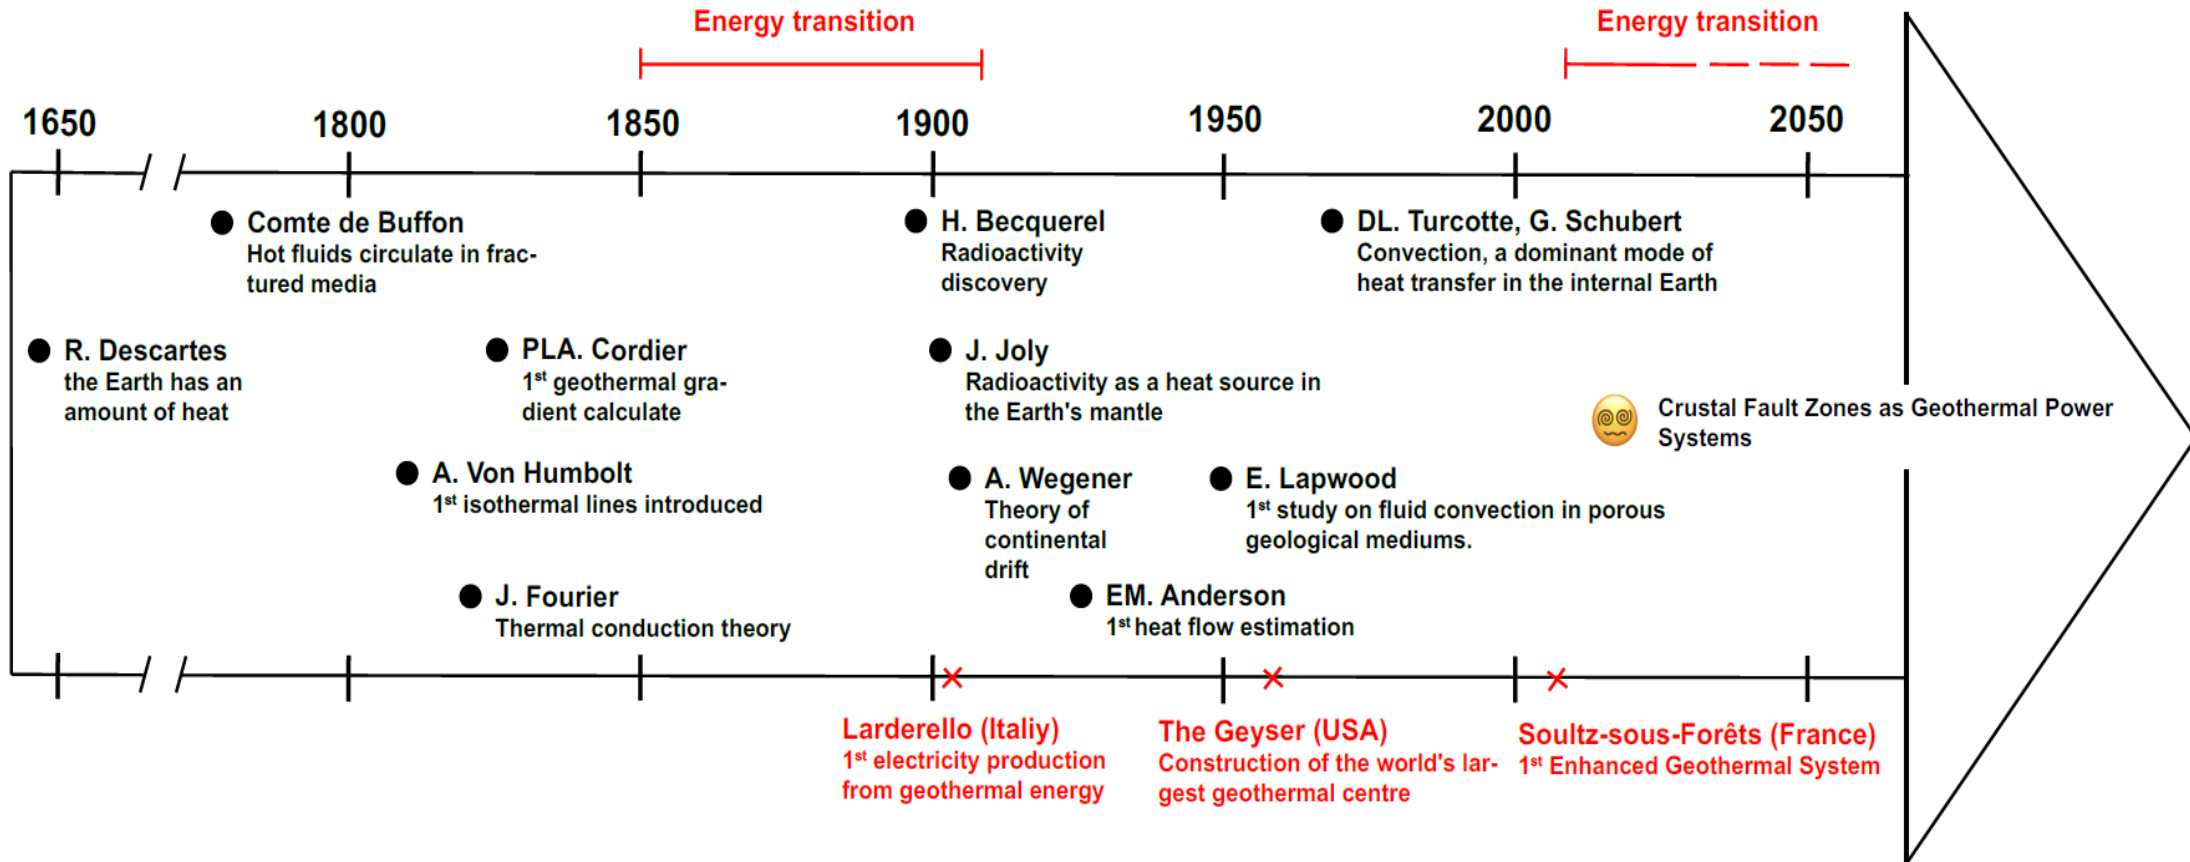 Energy transition
Energy transition
1650
1800
1850
1900
1950
2000
2050
Comte de Buffon
Hot fluids circulate in frac-
tured media
H. Becquerel
Radioactivity
discovery
DL. Turcotte, G. Schubert
Convection, a dominant mode of
heat transfer in the internal Earth
R. Descartes
the Earth has an
amount of heat
PLA. Cordier
1st geothermal gra-
dient calculate
J. Joly
Radioactivity as a heat source in
the Earth's mantle
Crustal Fault Zones as Geothermal Power
Systems
A. Von Humbolt
1st isothermal lines introduced
A. Wegener
Theory of
continental
drift
E. Lapwood
1st study on fluid convection in porous
geological mediums.
J. Fourier
Thermal conduction theory
EM. Anderson
1st heat flow estimation
Larderello (Italiy)
1st electricity production
from geothermal energy
The Geyser (USA)
Construction of the world's lar-
gest geothermal centre
Soultz-sous-Forêts (France)
1st Enhanced Geothermal System